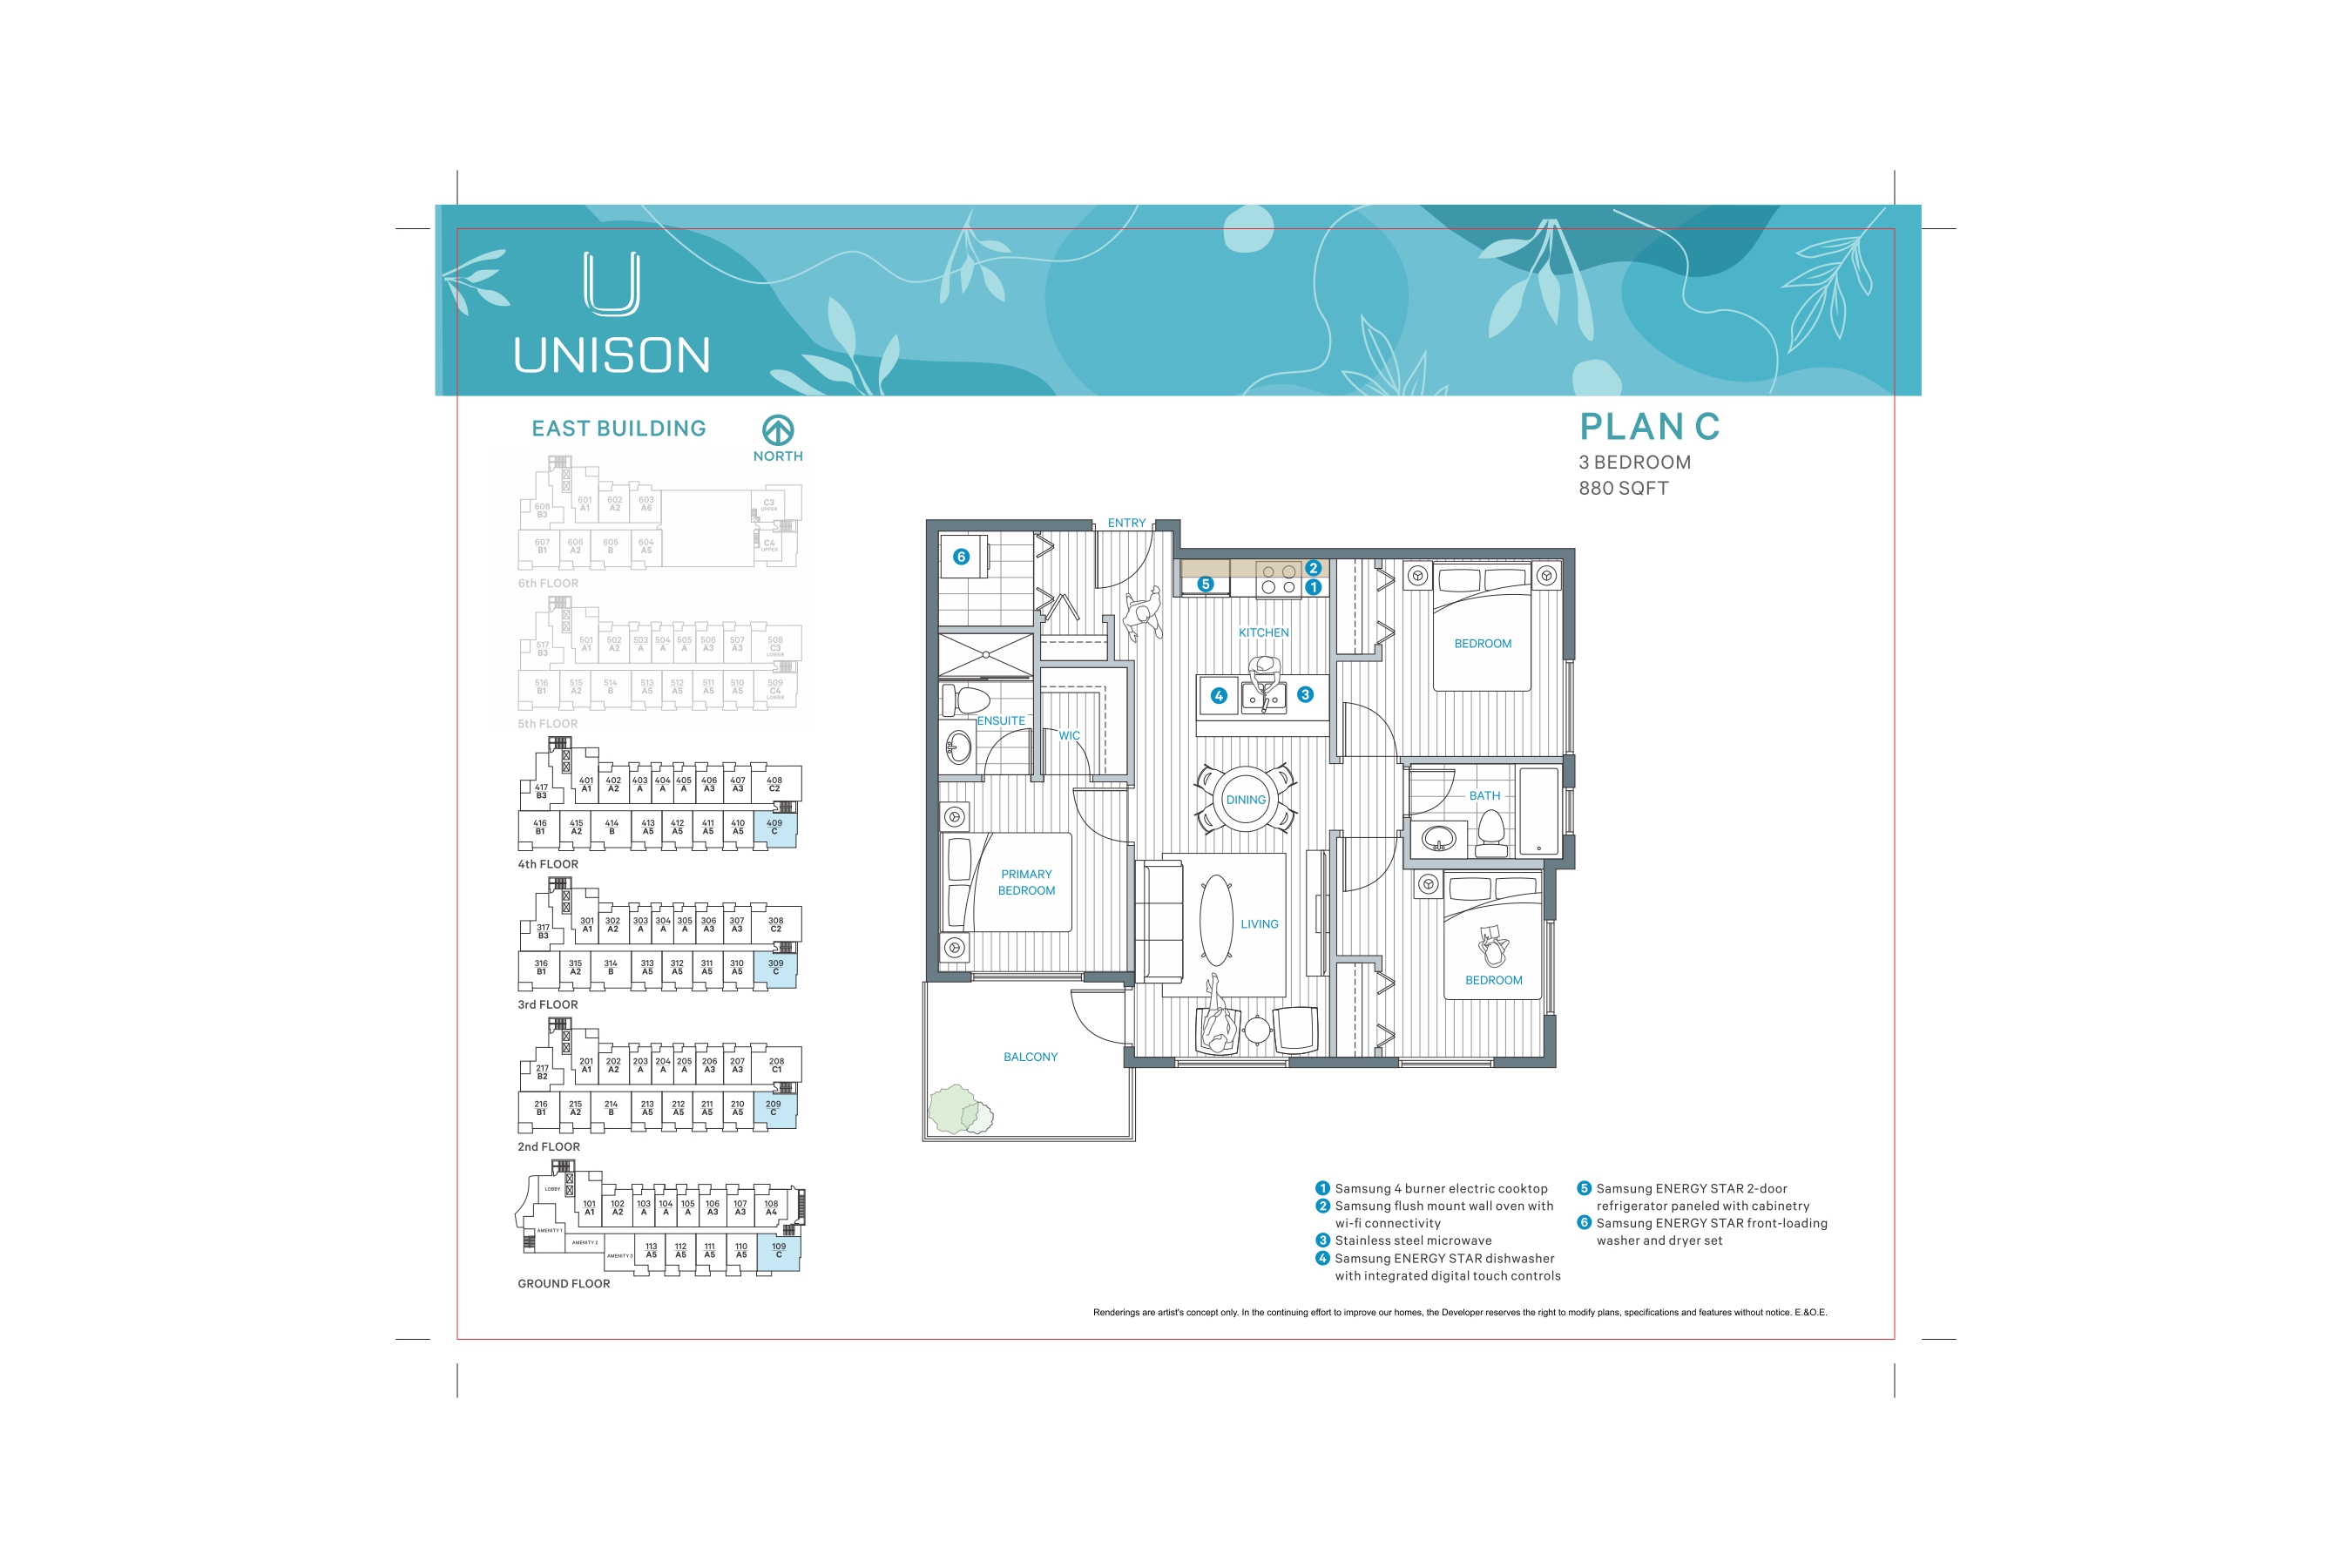 UNISON
EAST BUILDING
NORTH
PLAN C
3 BEDROOM
880 SQFT
601 A1
602 A2
603 A6
C3 UPPER
608 B3
607 B1
606 A2
605 B
604 A5
C4 UPPER
6th FLOOR
501 A1
502 A2
503 A
504 A
505 A
506 A3
507 A3
508 C3 LOWER
517 B3
516 B1
515 A2
514 B
513 A5
512 A5
511 A5
510 A5
509 C4 LOWER
5th FLOOR
401 A1
402 A2
403 A
404 A
405 A
406 A3
407 A3
408 C2
417 B3
416 B1
415 A2
414 B
413 A5
412 A5
411 A5
410 A5
409 C
4th FLOOR
301 A1
302 A2
303 A
304 A
305 A
306 A3
307 A3
308 C2
317 B3
316 B1
315 A2
314 B
313 A5
312 A5
311 A5
310 A5
309 C
3rd FLOOR
201 A1
202 A2
203 A
204 A
205 A
206 A3
207 A3
208 C1
217 B2
216 B1
215 A2
214 B
213 A5
212 A5
211 A5
210 A5
209 C
2nd FLOOR
LOBBY
101 A1
102 A2
103 A
104 A
105 A
106 A3
107 A3
108 A4
AMENITY 1
AMENITY 2
AMENITY 3
113 A5
112 A5
111 A5
110 A5
109 C
GROUND FLOOR
ENTRY
6
2
5
1
KITCHEN
BEDROOM
4
3
ENSUITE
WIC
DINING
BATH
PRIMARY
BEDROOM
LIVING
BEDROOM
BALCONY
1 Samsung 4 burner electric cooktop
2 Samsung flush mount wall oven with
wi-fi connectivity
3 Stainless steel microwave
4 Samsung ENERGY STAR dishwasher
with integrated digital touch controls
5 Samsung ENERGY STAR 2-door
refrigerator paneled with cabinetry
6 Samsung ENERGY STAR front-loading
washer and dryer set
Renderings are artist's concept only. In the continuing effort to improve our homes, the Developer reserves the right to modify plans, specifications and features without notice. E.&O.E.